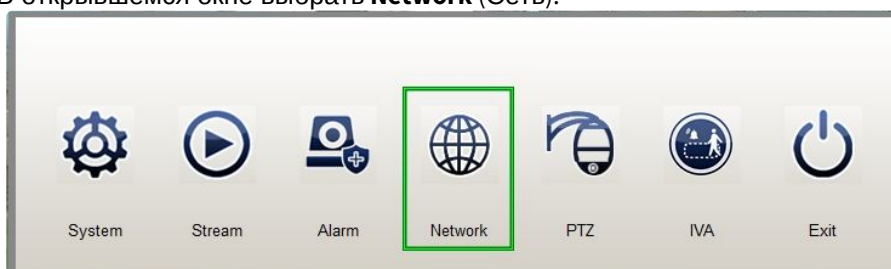 В открывшемся окне выбрать Network (Сеть).
System Stream Alarm Network PTZ IVA Exit